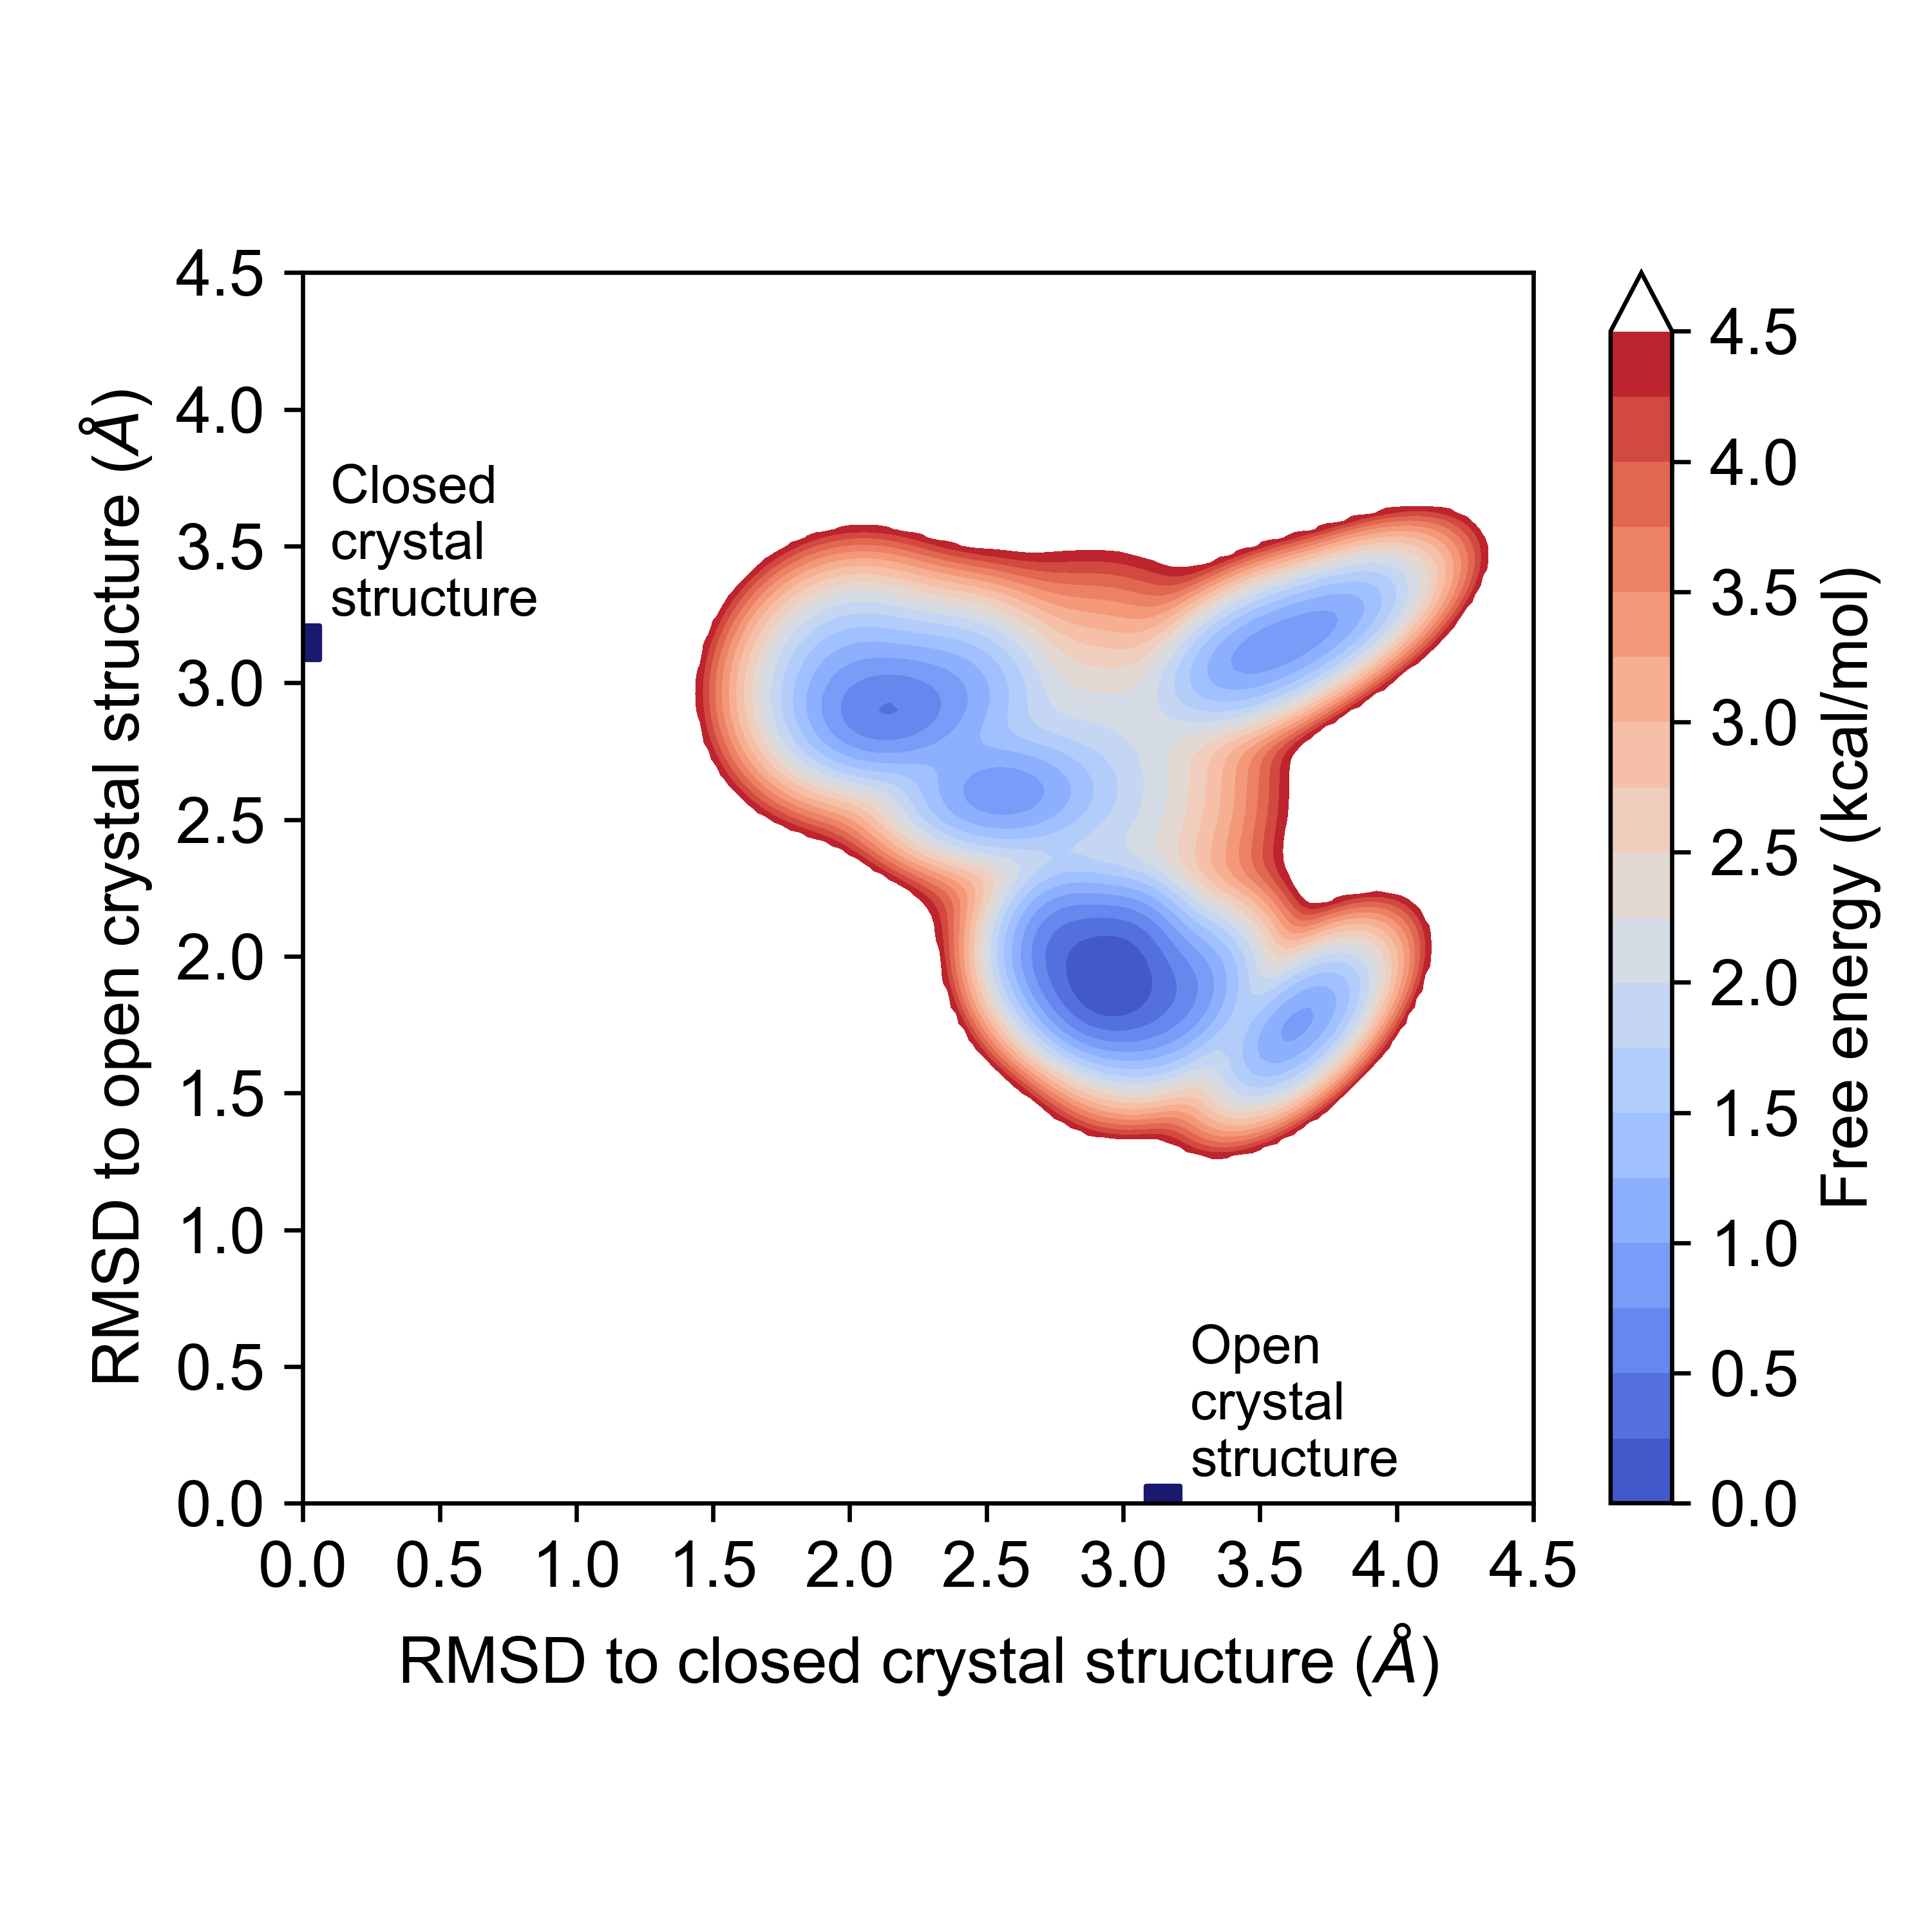 RMSD to open crystal structure (Å)
4.5
4.0
3.5
3.0
2.5
2.0
1.5
1.0
0.5
0.0
Closed
crystal
structure
Open
crystal
structure
0.0 0.5 1.0 1.5 2.0 2.5 3.0 3.5 4.0 4.5
RMSD to closed crystal structure (Å)
4.5
4.0
3.5
3.0
2.5
2.0
1.5
1.0
0.5
0.0
Free energy (kcal/mol)